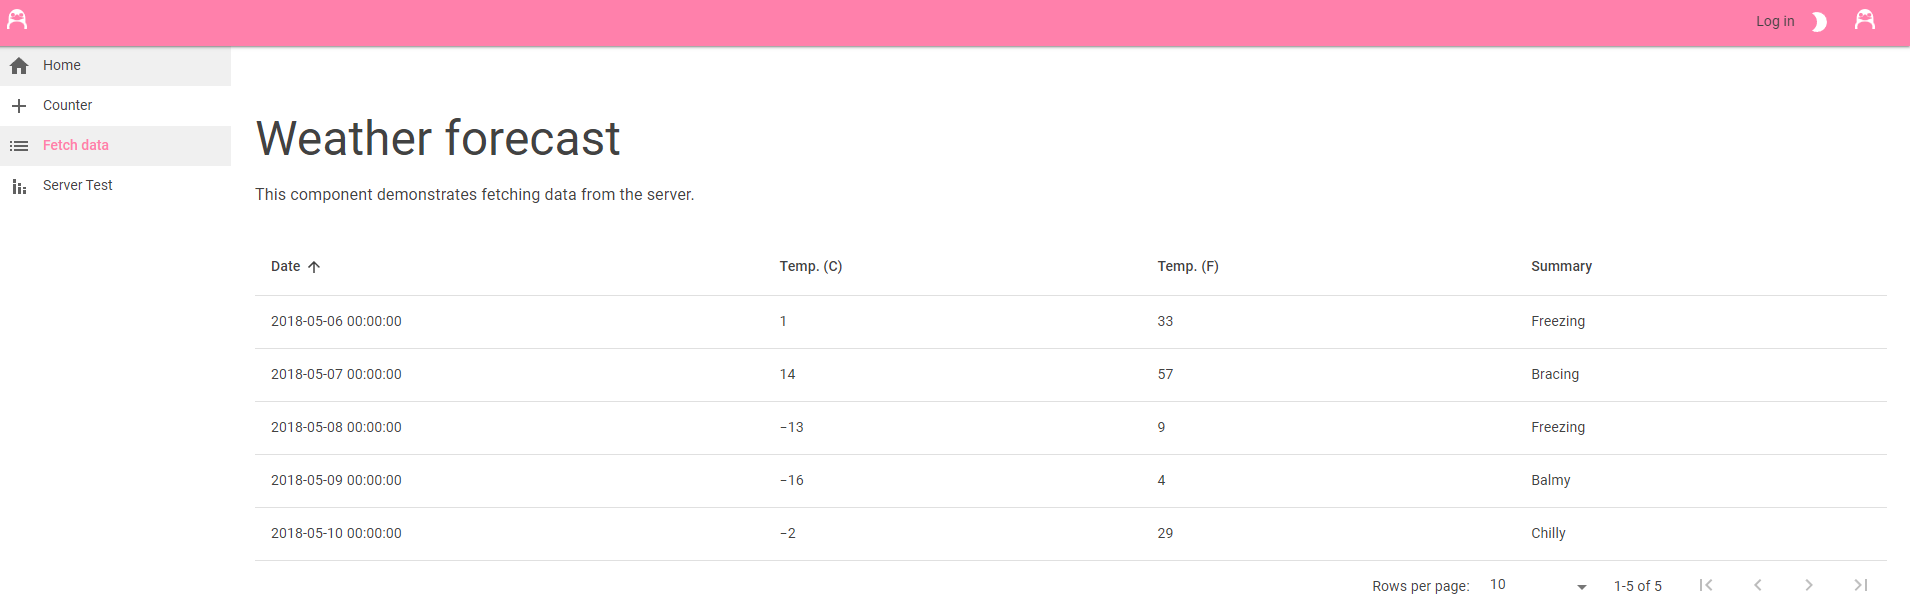 Log in
Home
Counter
Fetch data
Server Test
Weather forecast
This component demonstrates fetching data from the server.
Date Temp. (C) Temp. (F) Summary
2018-05-06 00:00:00 1 33 Freezing
2018-05-07 00:00:00 14 57 Bracing
2018-05-08 00:00:00 −13 9 Freezing
2018-05-09 00:00:00 −16 4 Balmy
2018-05-10 00:00:00 −2 29 Chilly
Rows per page: 10 1-5 of 5